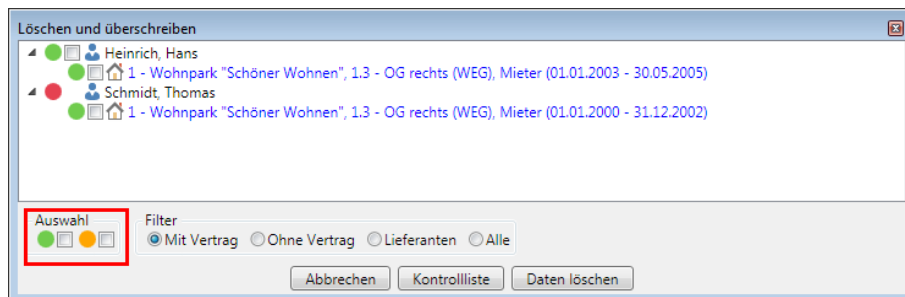 Löschen und überschreiben
Heinrich, Hans
1 - Wohnpark "Schöner Wohnen", 1.3 - OG rechts (WEG), Mieter (01.01.2003 - 30.05.2005)
Schmidt, Thomas
1 - Wohnpark "Schöner Wohnen", 1.3 - OG rechts (WEG), Mieter (01.01.2000 - 31.12.2002)
Auswahl
Filter
Mit Vertrag Ohne Vertrag Lieferanten Alle
Abbrechen Kontrollliste Daten löschen